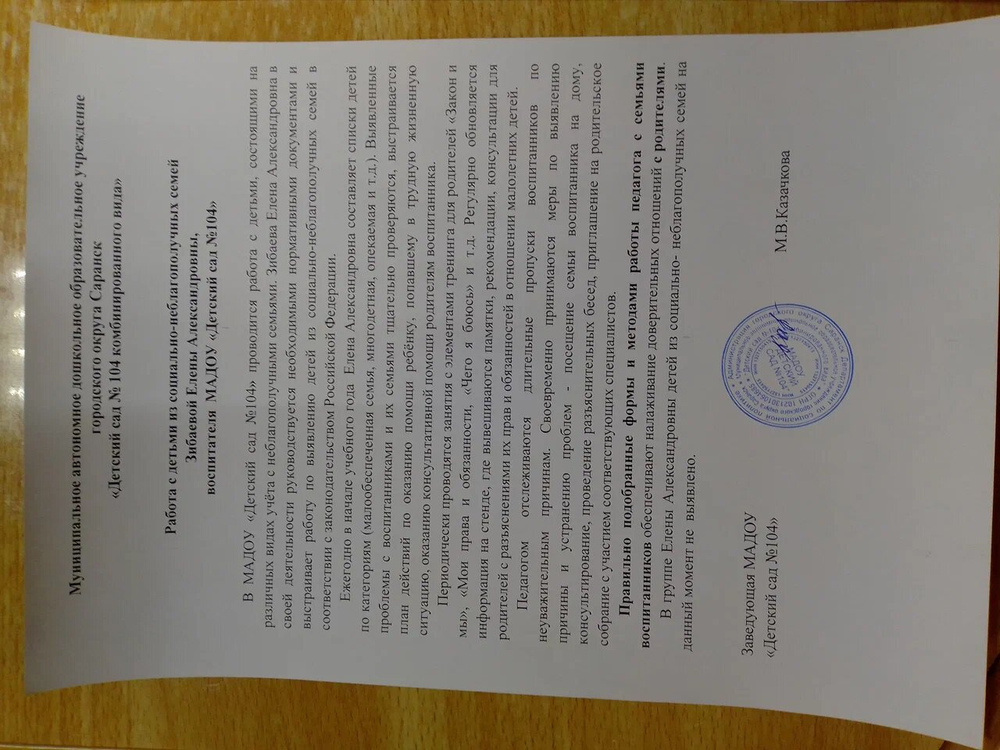 Муниципальное автономное дошкольное образовательное учреждение
городского округа Саранск
«Детский сад № 104 комбинированного вида»
Работа с детьми из социально-неблагополучных семей
Зибаевой Елены Александровны,
воспитателя МАДОУ «Детский сад №104»
В МАДОУ «Детский сад №104» проводится работа с детьми, состоящими на
различных видах учёта с неблагополучными семьями. Зибаева Елена Александровна в
своей деятельности руководствуется необходимыми нормативными документами и
выстраивает работу по выявлению детей из социально-неблагополучных семей в
соответствии с законодательством Российской Федерации.
Ежегодно в начале учебного года Елена Александровна составляет списки детей
по категориям (малообеспеченная семья, многодетная, опекаемая и т.д.). Выявленные
проблемы с воспитанниками и их семьями тщательно проверяются, выстраивается
план действий по оказанию помощи ребёнку, попавшему в трудную жизненную
ситуацию, оказанию консультативной помощи родителям воспитанника.
Периодически проводятся занятия с элементами тренинга для родителей «Закон и
мы», «Мои права и обязанности, «Чего я боюсь» и т.д. Регулярно обновляется
информация на стенде, где вывешиваются памятки, рекомендации, консультации для
родителей с разъяснениями их прав и обязанностей в отношении малолетних детей.
Педагогом отслеживаются длительные пропуски воспитанников по
неуважительным причинам. Своевременно принимаются меры по выявлению
причины и устранению проблем - посещение семьи воспитанника на дому,
консультирование, проведение разъяснительных бесед, приглашение на родительское
собрание с участием соответствующих специалистов.
Правильно подобранные формы и методами работы педагога с семьями
воспитанников обеспечивают налаживание доверительных отношений с родителями.
В группе Елены Александровны детей из социально- неблагополучных семей на
данный момент не выявлено.
Заведующая МАДОУ
«Детский сад №104»
М.В.Казачкова